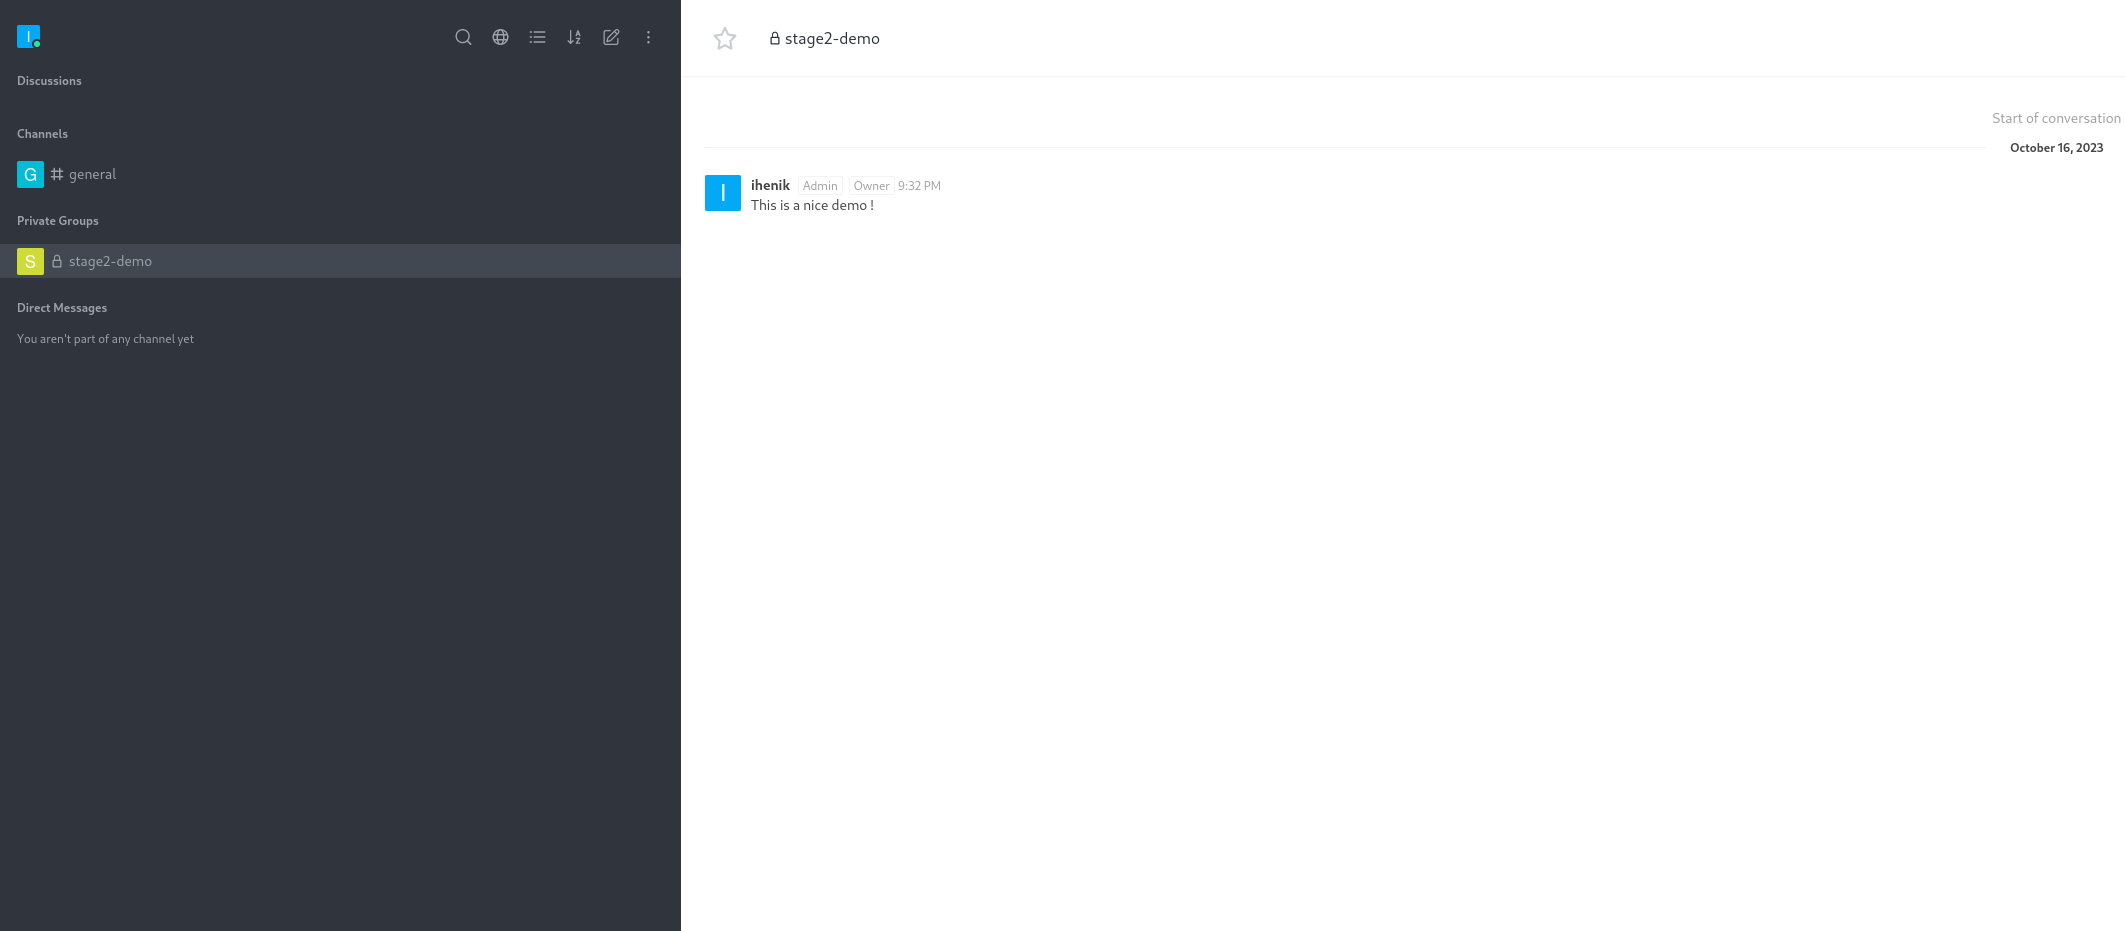 I
Discussions
Channels
G # general
Private Groups
S stage2-demo
Direct Messages
You aren't part of any channel yet
stage2-demo
Start of conversation
October 16, 2023
I
ihenik Admin Owner 9:32 PM
This is a nice demo !